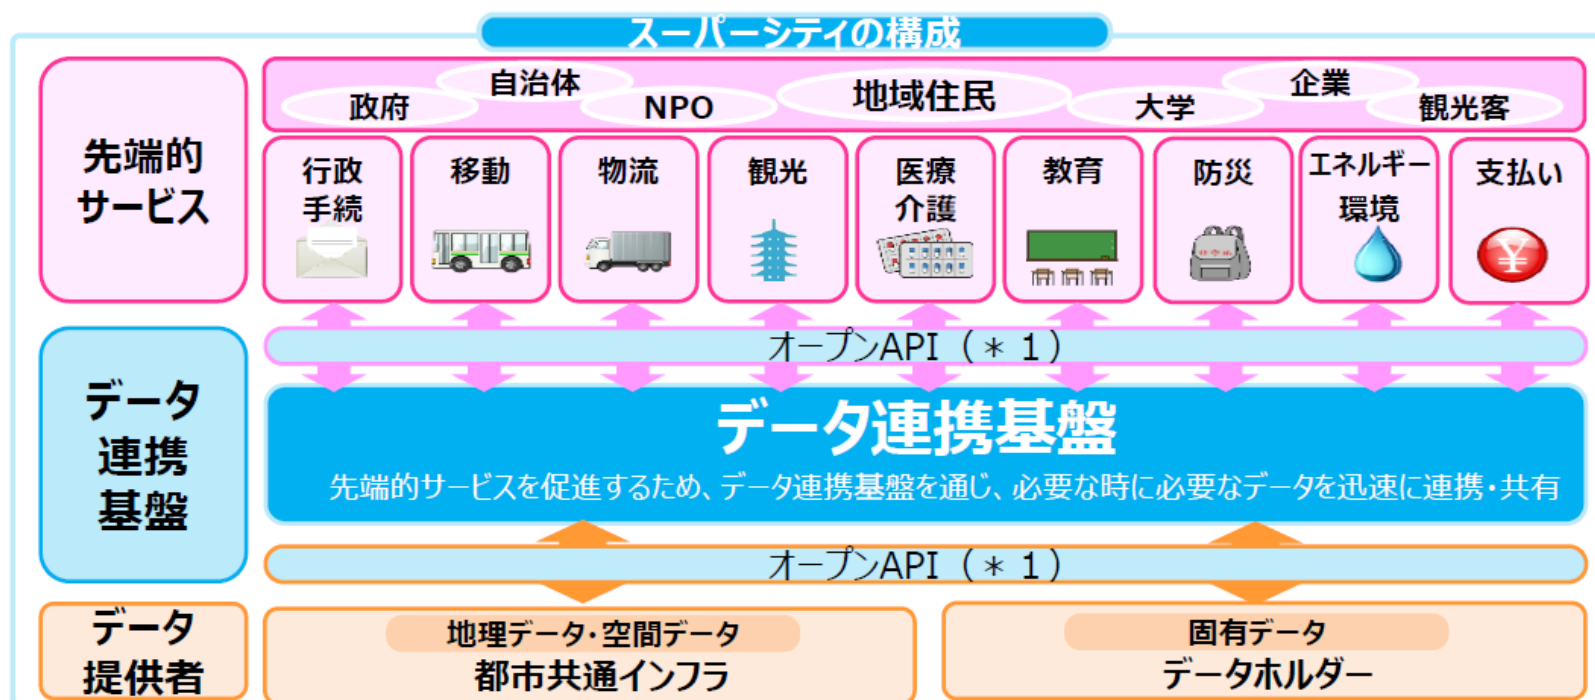 スーパーシティの構成
先端的
サービス
政府
自治体
NPO
地域住民
大学
企業
観光客
行政
手続
移動
物流
観光
医療
介護
教育
防災
エネルギー
環境
支払い
¥
データ
連携
基盤
オープンAPI（＊１）
データ連携基盤
先端的サービスを促進するため、データ連携基盤を通じ、必要な時に必要なデータを迅速に連携・共有
オープンAPI（＊１）
データ
提供者
地理データ・空間データ
都市共通インフラ
固有データ
データホルダー